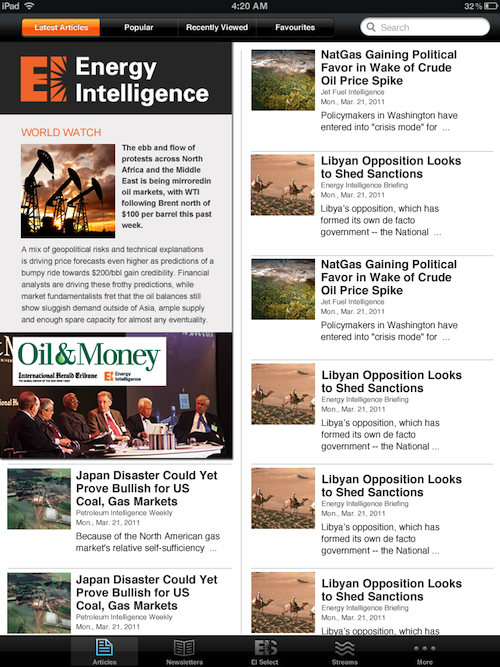 iPad
4:20 AM
32%
Latest Articles
Popular
Recently Viewed
Favourites
Search
EI
Energy
Intelligence
WORLD WATCH
The ebb and flow of
protests across North
Africa and the Middle
East is being mirroredin
oil markets, with WTI
following Brent north of
$100 per barrel this past
week.
A mix of geopolitical risks and technical explanations
is driving price forecasts even higher as predictions of a
bumpy ride towards $200/bbl gain credibility. Financial
analysts are driving these frothy predictions, while
market fundamentalists fret that the oil balances still
show sluggish demand outside of Asia, ample supply
and enough spare capacity for almost any eventuality.
Oil&Money
International Herald Tribune
THE GLOBAL EDITION OF THE NEW YORK TIMES
EI Energy
Intelligence
Japan Disaster Could Yet
Prove Bullish for US
Coal, Gas Markets
Petroleum Intelligence Weekly
Mon., Mar. 21, 2011
Because of the North American gas
market's relative self-sufficiency ...
Japan Disaster Could Yet
Prove Bullish for US
Coal, Gas Markets
Petroleum Intelligence Weekly
Mon., Mar. 21, 2011
NatGas Gaining Political
Favor in Wake of Crude
Oil Price Spike
Jet Fuel Intelligence
Mon., Mar. 21, 2011
Policymakers in Washington have
entered into "crisis mode" for ...
Libyan Opposition Looks
to Shed Sanctions
Energy Intelligence Briefing
Mon., Mar. 21, 2011
Libya's opposition, which has
formed its own de facto
government -- the National ...
NatGas Gaining Political
Favor in Wake of Crude
Oil Price Spike
Jet Fuel Intelligence
Mon., Mar. 21, 2011
Policymakers in Washington have
entered into "crisis mode" for ...
Libyan Opposition Looks
to Shed Sanctions
Energy Intelligence Briefing
Mon., Mar. 21, 2011
Libya's opposition, which has
formed its own de facto
government -- the National ...
Libyan Opposition Looks
to Shed Sanctions
Energy Intelligence Briefing
Mon., Mar. 21, 2011
Libya's opposition, which has
formed its own de facto
government -- the National ...
Libyan Opposition Looks
to Shed Sanctions
Energy Intelligence Briefing
Mon., Mar. 21, 2011
Libya's opposition, which has
Articles
Newsletters
EI Select
Streams
More